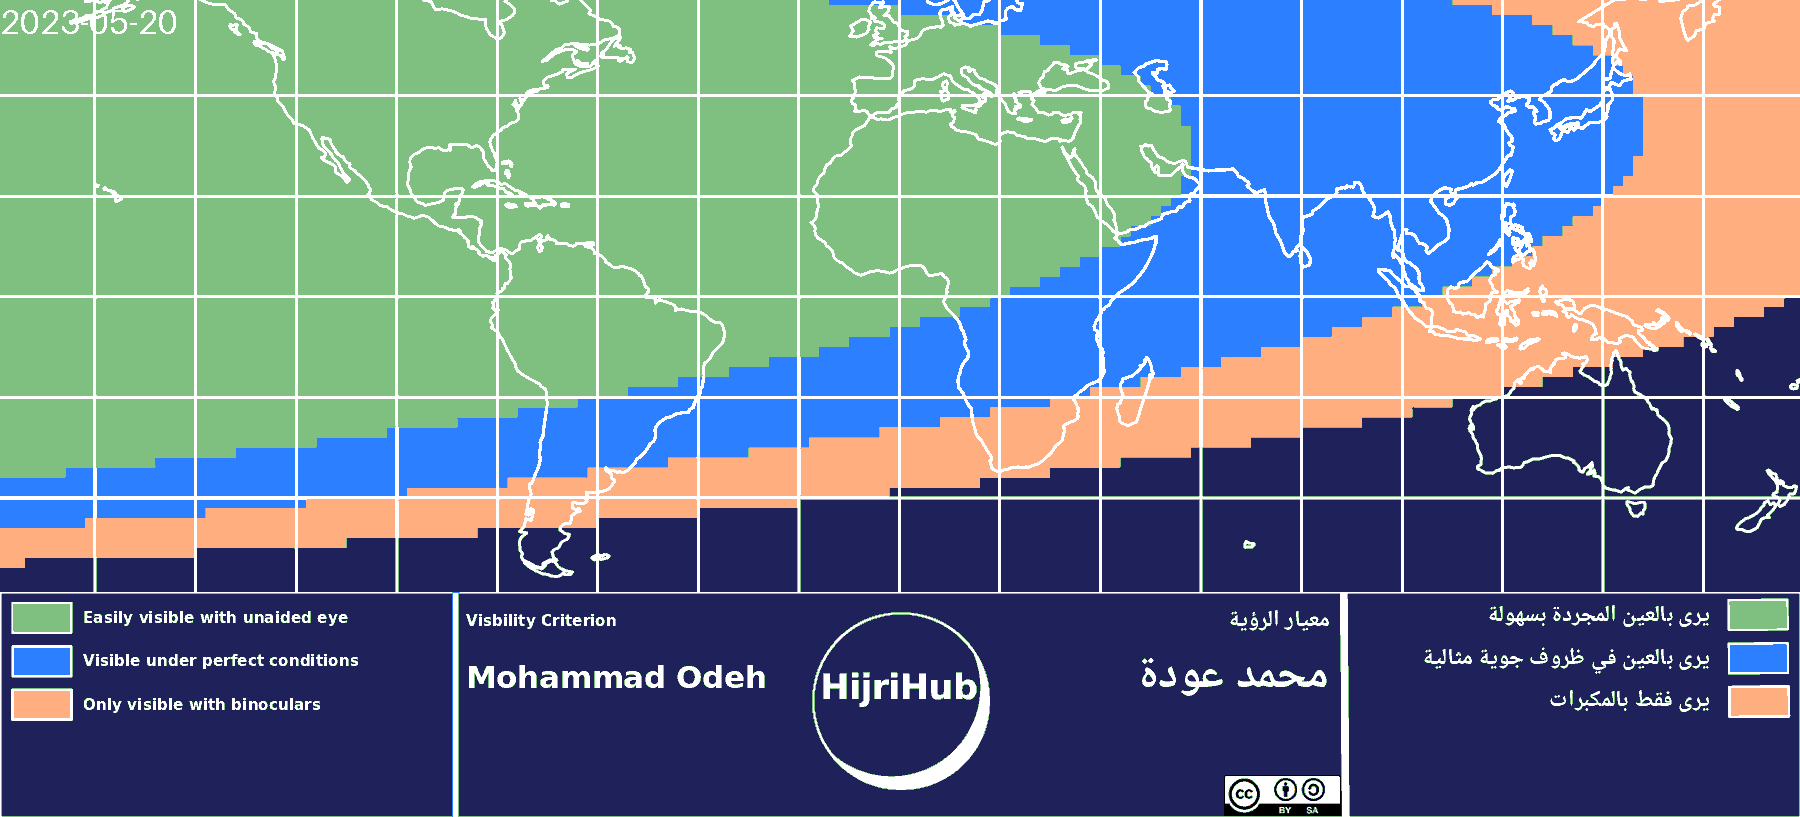 2023-05-20
Easily visible with unaided eye
Visible under perfect conditions
Only visible with binoculars
Visbility Criterion
Mohammad Odeh
HijriHub
معيار الرؤية
محمد عودة
cc
BY SA
يرى بالعين المجردة بسهولة
يرى بالعين في ظروف جوية مثالية
يرى فقط بالمكبرات